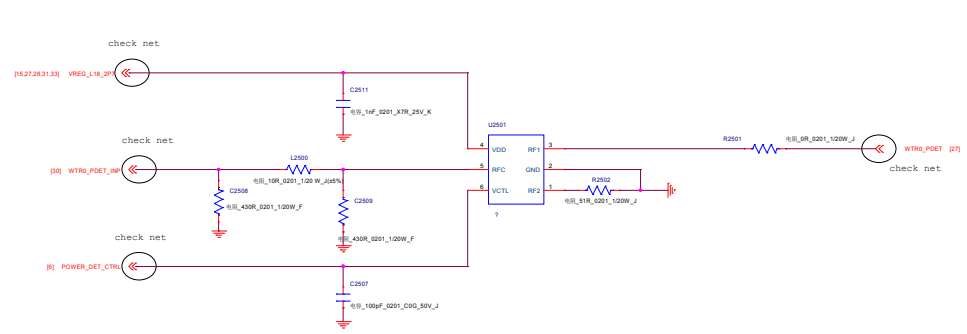 check net
[15,27,28,31,33] VREG_L18_2P7
C2511
电容_1nF_0201_X7R_25V_K
U2501
4 VDD RF1 3
R2501
电阻_0R_0201_1/20W_J
WTR0_PDET [27]
check net
check net
[30] WTR0_PDET_INP
L2500
电阻_10R_0201_1/20 W_J(±5%)
5 RFC GND 2
C2508
电阻_430R_0201_1/20W_F
C2509
电阻_430R_0201_1/20W_F
6 VCTL RF2 1
R2502
电阻_51R_0201_1/20W_J
?
check net
[6] POWER_DET_CTRL
C2507
电容_100pF_0201_C0G_50V_J